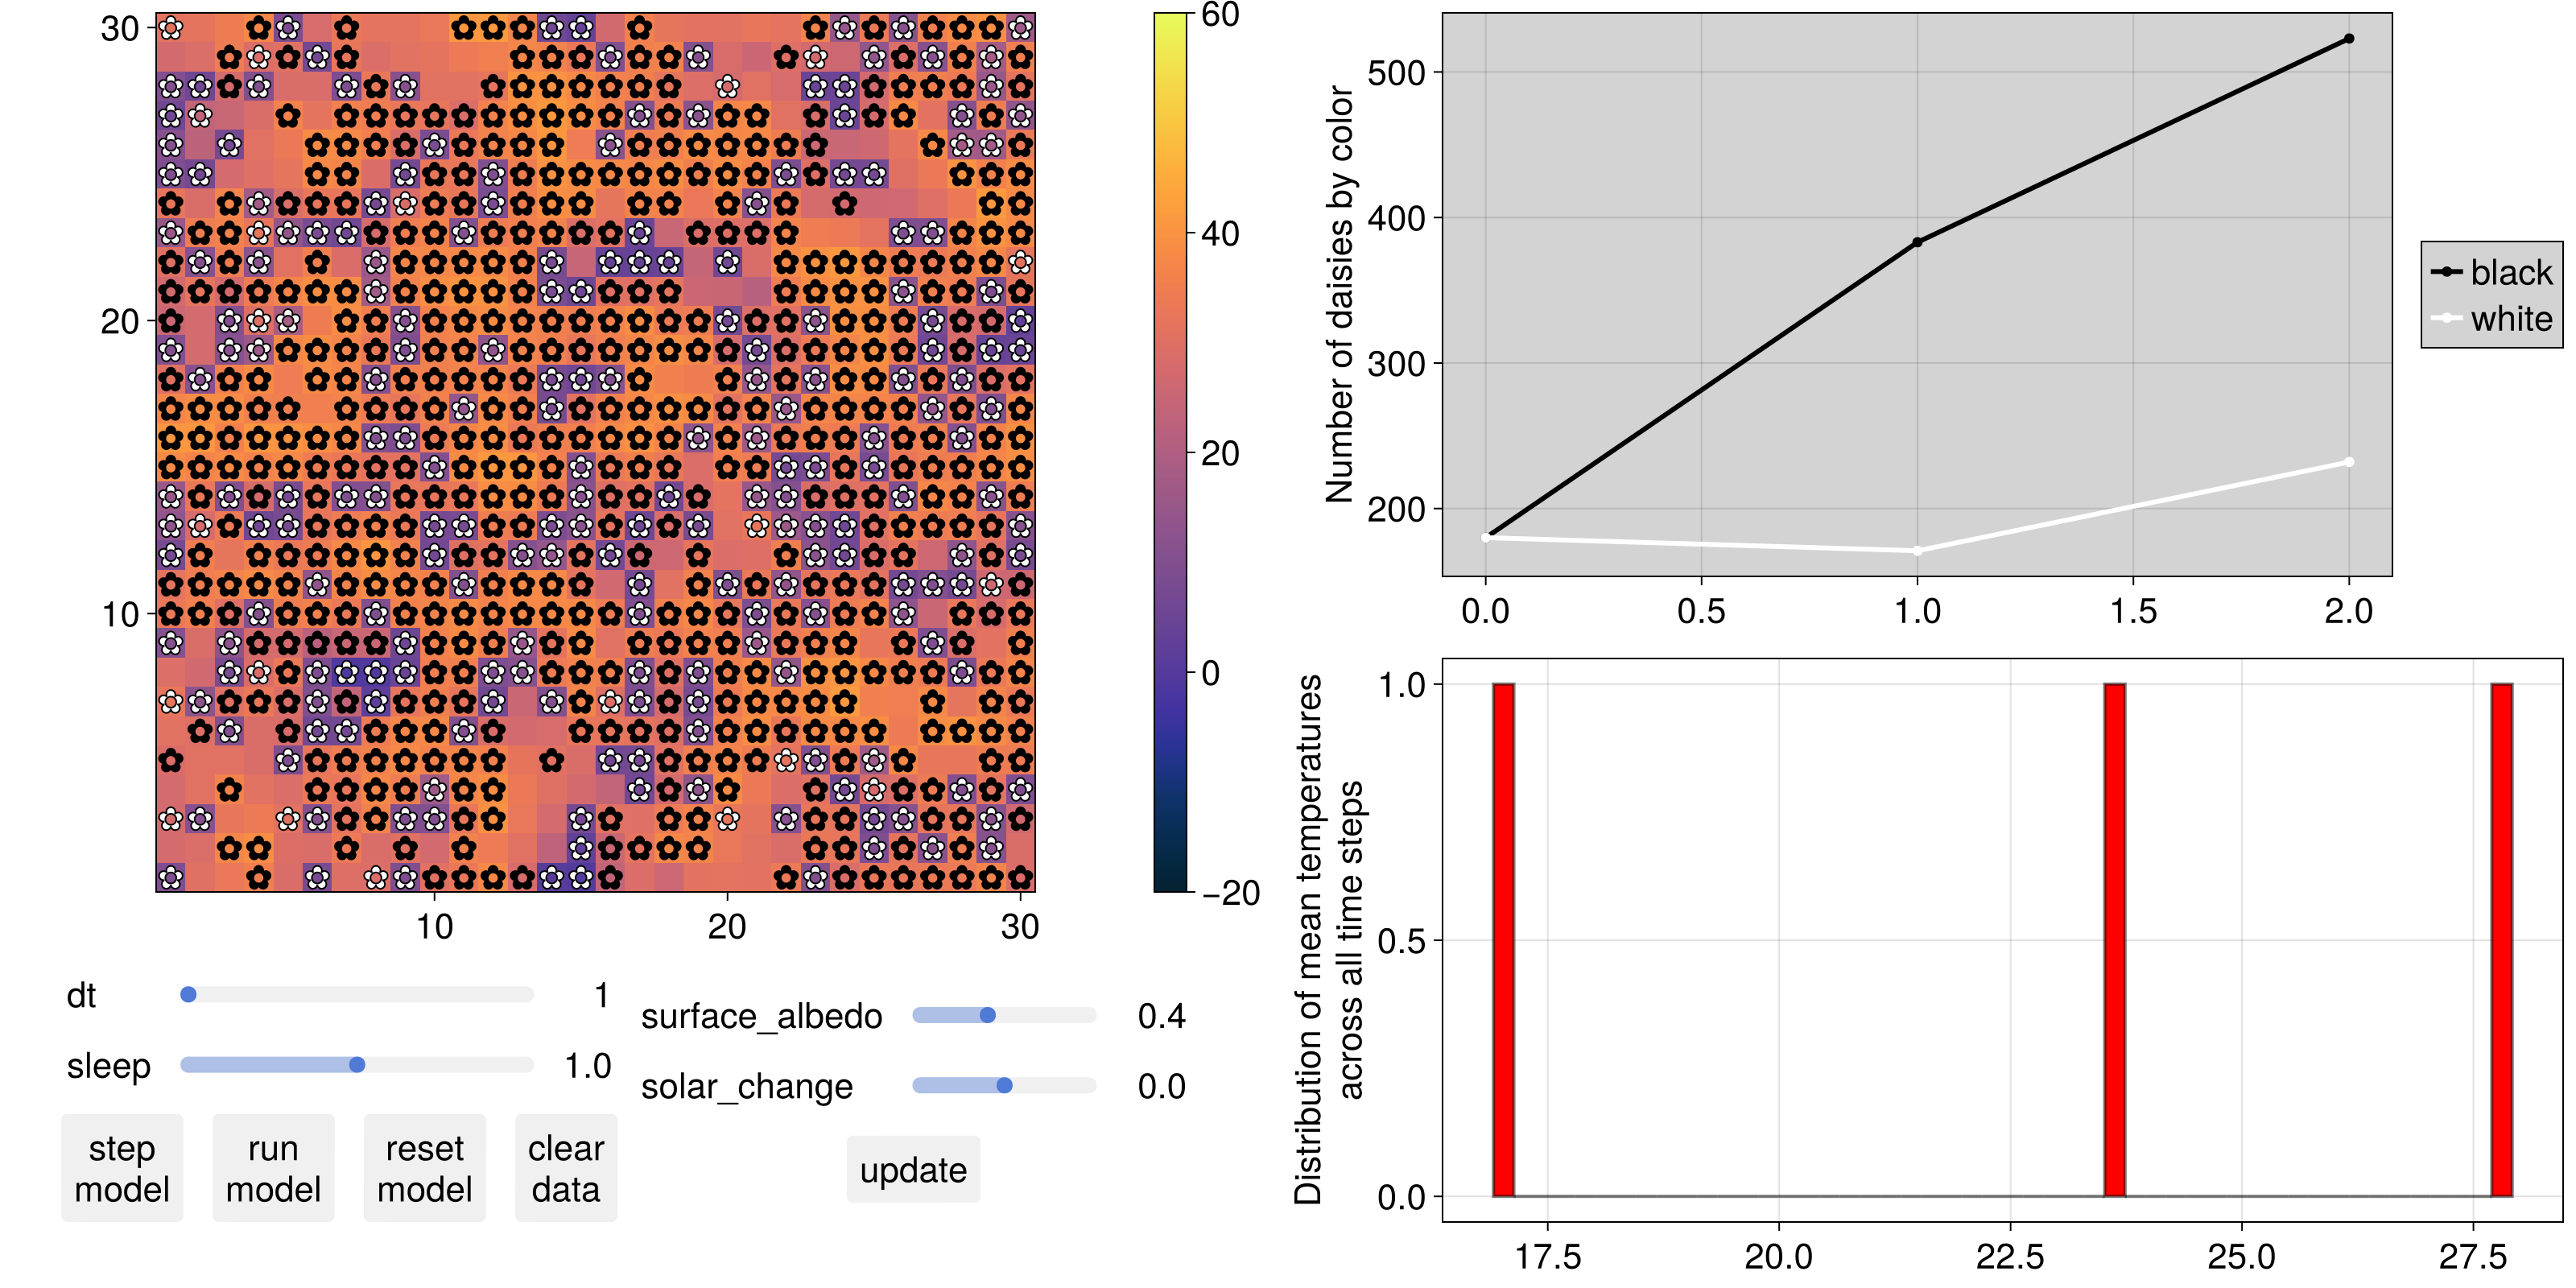 30
20
10
10
20
30
60
40
20
0
−20
Number of daisies by color
500
400
300
200
0.0
0.5
1.0
1.5
2.0
black
white
Distribution of mean temperatures
across all time steps
1.0
0.5
0.0
17.5
20.0
22.5
25.0
27.5
dt
1
sleep
1.0
surface_albedo
0.4
solar_change
0.0
step
model
run
model
reset
model
clear
data
update